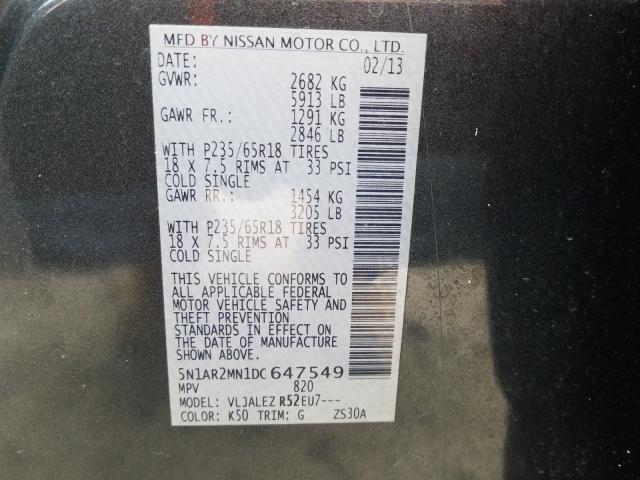 MFD BY NISSAN MOTOR CO., LTD.
DATE: 02/13
GVWR: 2682 KG
5913 LB
GAWR FR.: 1291 KG
2846 LB
WITH P235/65R18 TIRES
18 X 7.5 RIMS AT 33 PSI
COLD SINGLE
GAWR RR.: 1454 KG
3205 LB
WITH P235/65R18 TIRES
18 X 7.5 RIMS AT 33 PSI
COLD SINGLE
THIS VEHICLE CONFORMS TO
ALL APPLICABLE FEDERAL
MOTOR VEHICLE SAFETY AND
THEFT PREVENTION
STANDARDS IN EFFECT ON
THE DATE OF MANUFACTURE
SHOWN ABOVE.
5N1AR2MN1DC647549
MPV 820
MODEL: VLJALEZ R52EU7---
COLOR: K50 TRIM: G ZS30A